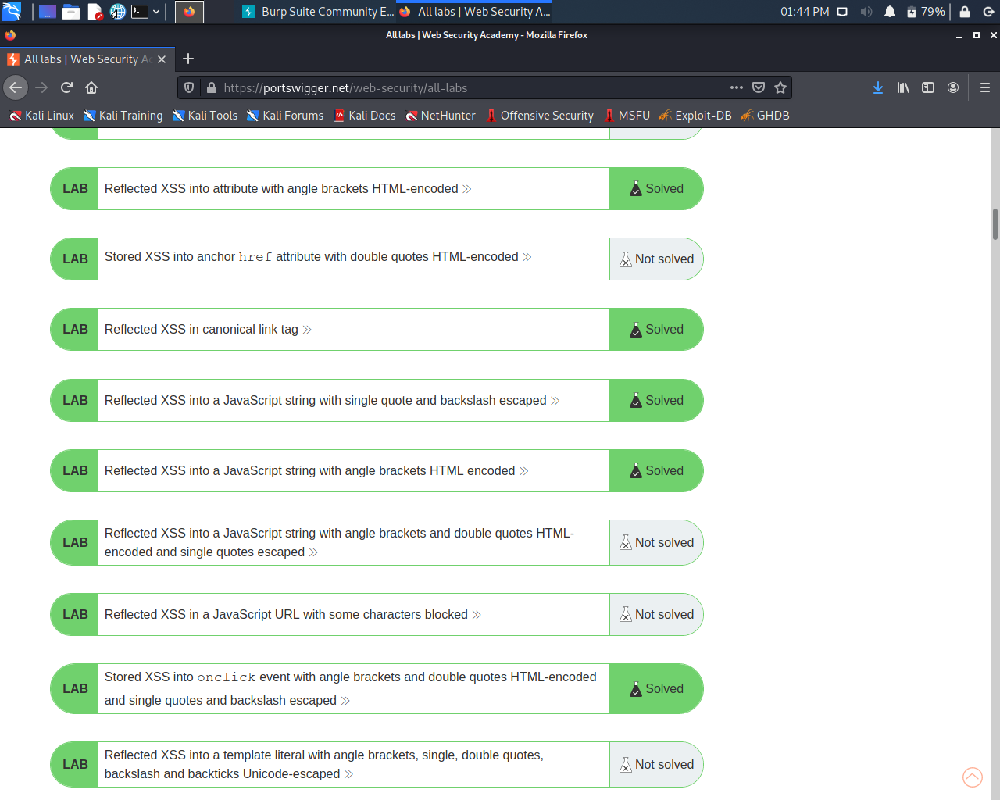 Burp Suite Community E...
All labs | Web Security A...
01:44 PM
79%
All labs | Web Security Academy - Mozilla Firefox
All labs | Web Security Ac
https://portswigger.net/web-security/all-labs
Kali Linux
Kali Training
Kali Tools
Kali Forums
Kali Docs
NetHunter
Offensive Security
MSFU
Exploit-DB
GHDB
LAB
Reflected XSS into attribute with angle brackets HTML-encoded
Solved
LAB
Stored XSS into anchor href attribute with double quotes HTML-encoded
Not solved
LAB
Reflected XSS in canonical link tag
Solved
LAB
Reflected XSS into a JavaScript string with single quote and backslash escaped
Solved
LAB
Reflected XSS into a JavaScript string with angle brackets HTML encoded
Solved
LAB
Reflected XSS into a JavaScript string with angle brackets and double quotes HTML-
encoded and single quotes escaped
Not solved
LAB
Reflected XSS in a JavaScript URL with some characters blocked
Not solved
LAB
Stored XSS into onclick event with angle brackets and double quotes HTML-encoded
and single quotes and backslash escaped
Solved
LAB
Reflected XSS into a template literal with angle brackets, single, double quotes,
backslash and backticks Unicode-escaped
Not solved